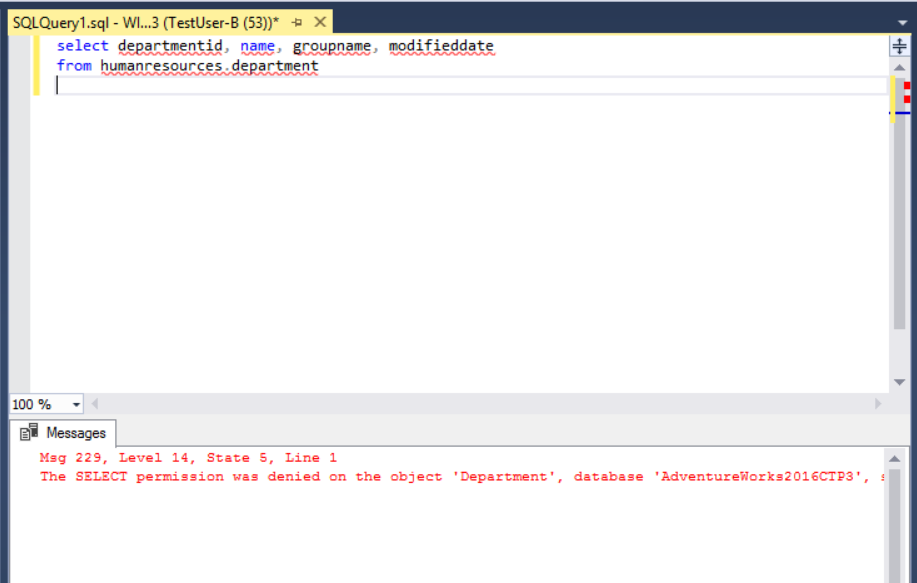 SQLQuery1.sql - WI...3 (TestUser-B (53))*
select departmentid, name, groupname, modifieddate
from humanresources.department
100 %
Messages
Msg 229, Level 14, State 5, Line 1
The SELECT permission was denied on the object 'Department', database 'AdventureWorks2016CTP3',